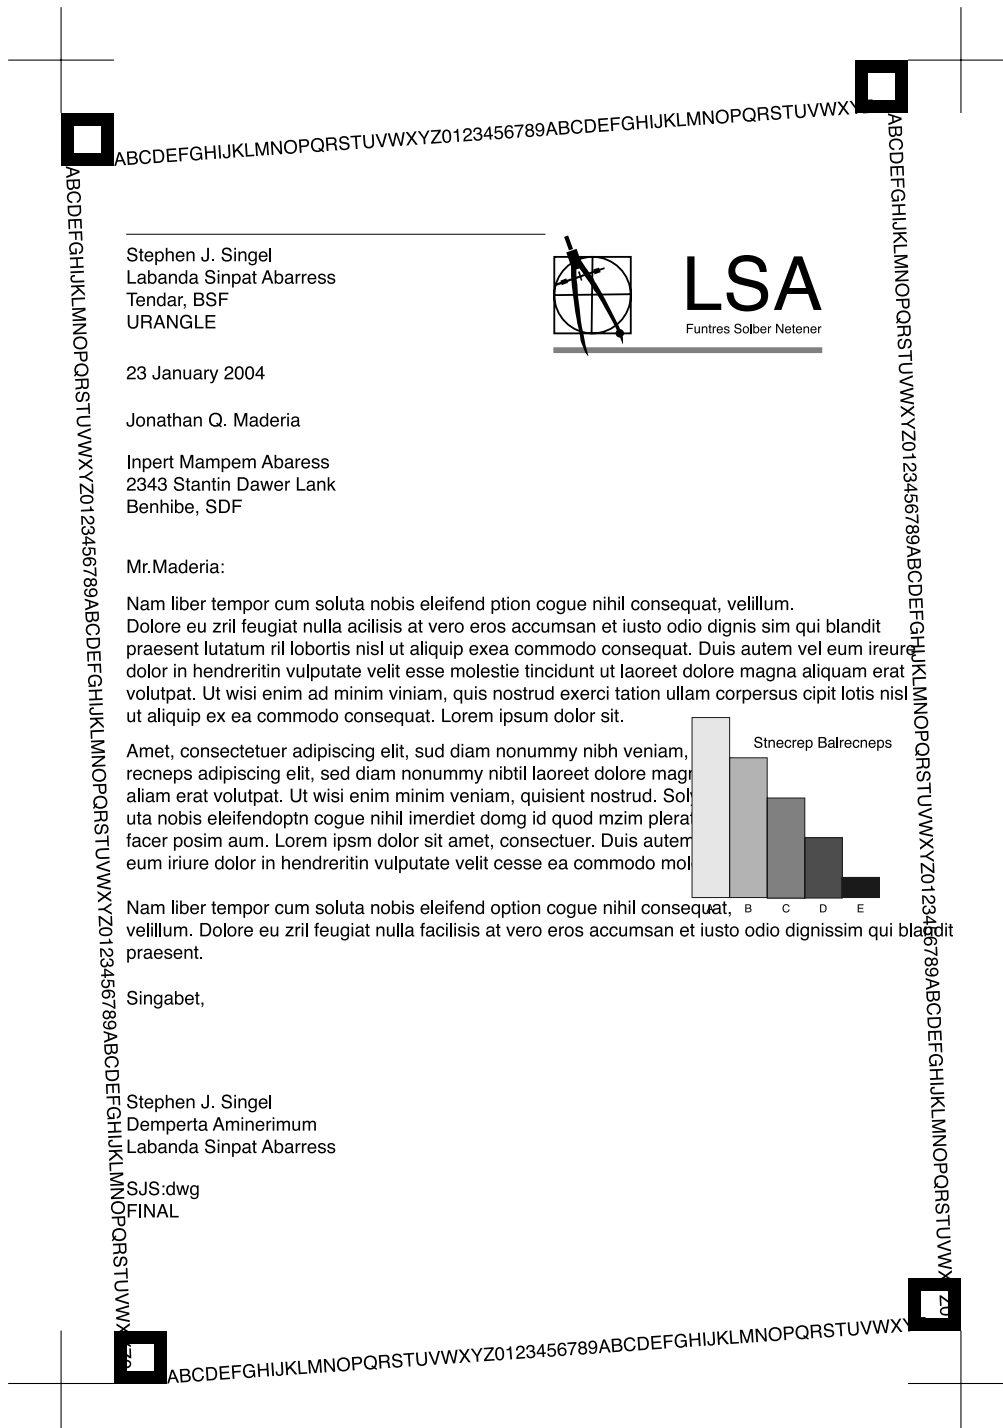 ABCDEFGHIJKLMNOPQRSTUVWXYZ0123456789ABCDEFGHIJKLMNOPQRSTUVWXY
ABCDEFGHIJKLMNOPQRSTUVWXYZ0123456789ABCDEFGHIJKLMNOPQRSTUVWXYZ0123456789ABCDEFGHIJKLMNOPQRSTUVWX
ABCDEFGHIJKLMNOPQRSTUVWXYZ0123456789ABCDEFGHIJKLMNOPQRSTUVWXYZ0123456789ABCDEFGHIJKLMNOPQRSTUVWXYZ0
Stephen J. Singel
Labanda Sinpat Abarress
Tendar, BSF
URANGLE
LSA
Funtres Solber Netener
23 January 2004
Jonathan Q. Maderia
Inpert Mampem Abaress
2343 Stantin Dawer Lank
Benhibe, SDF
Mr.Maderia:
Nam liber tempor cum soluta nobis eleifend ption cogue nihil consequat, velillum.
Dolore eu zril feugiat nulla acilisis at vero eros accumsan et iusto odio dignis sim qui blandit
praesent lutatum ril lobortis nisl ut aliquip exea commodo consequat. Duis autem vel eum ireure
dolor in hendreritin vulputate velit esse molestie tincidunt ut laoreet dolore magna aliquam erat
volutpat. Ut wisi enim ad minim viniam, quis nostrud exerci tation ullam corpersus cipit lotis nisl
ut aliquip ex ea commodo consequat. Lorem ipsum dolor sit.
Amet, consectetuer adipiscing elit, sud diam nonummy nibh veniam,
recneps adipiscing elit, sed diam nonummy nibtil laoreet dolore magn
aliam erat volutpat. Ut wisi enim minim veniam, quisient nostrud. Sol
uta nobis eleifendoptn cogue nihil imerdiet domg id quod mzim plerat
facer posim aum. Lorem ipsm dolor sit amet, consectuer. Duis autem
eum iriure dolor in hendreritin vulputate velit cesse ea commodo mol
Stnecrep Balrecneps
A B C D E
Nam liber tempor cum soluta nobis eleifend option cogue nihil consequat,
velillum. Dolore eu zril feugiat nulla facilisis at vero eros accumsan et iusto odio dignissim qui blandit
praesent.
Singabet,
Stephen J. Singel
Demperta Aminerimum
Labanda Sinpat Abarress
SJS:dwg
FINAL
ABCDEFGHIJKLMNOPQRSTUVWXYZ0123456789ABCDEFGHIJKLMNOPQRSTUVWXY